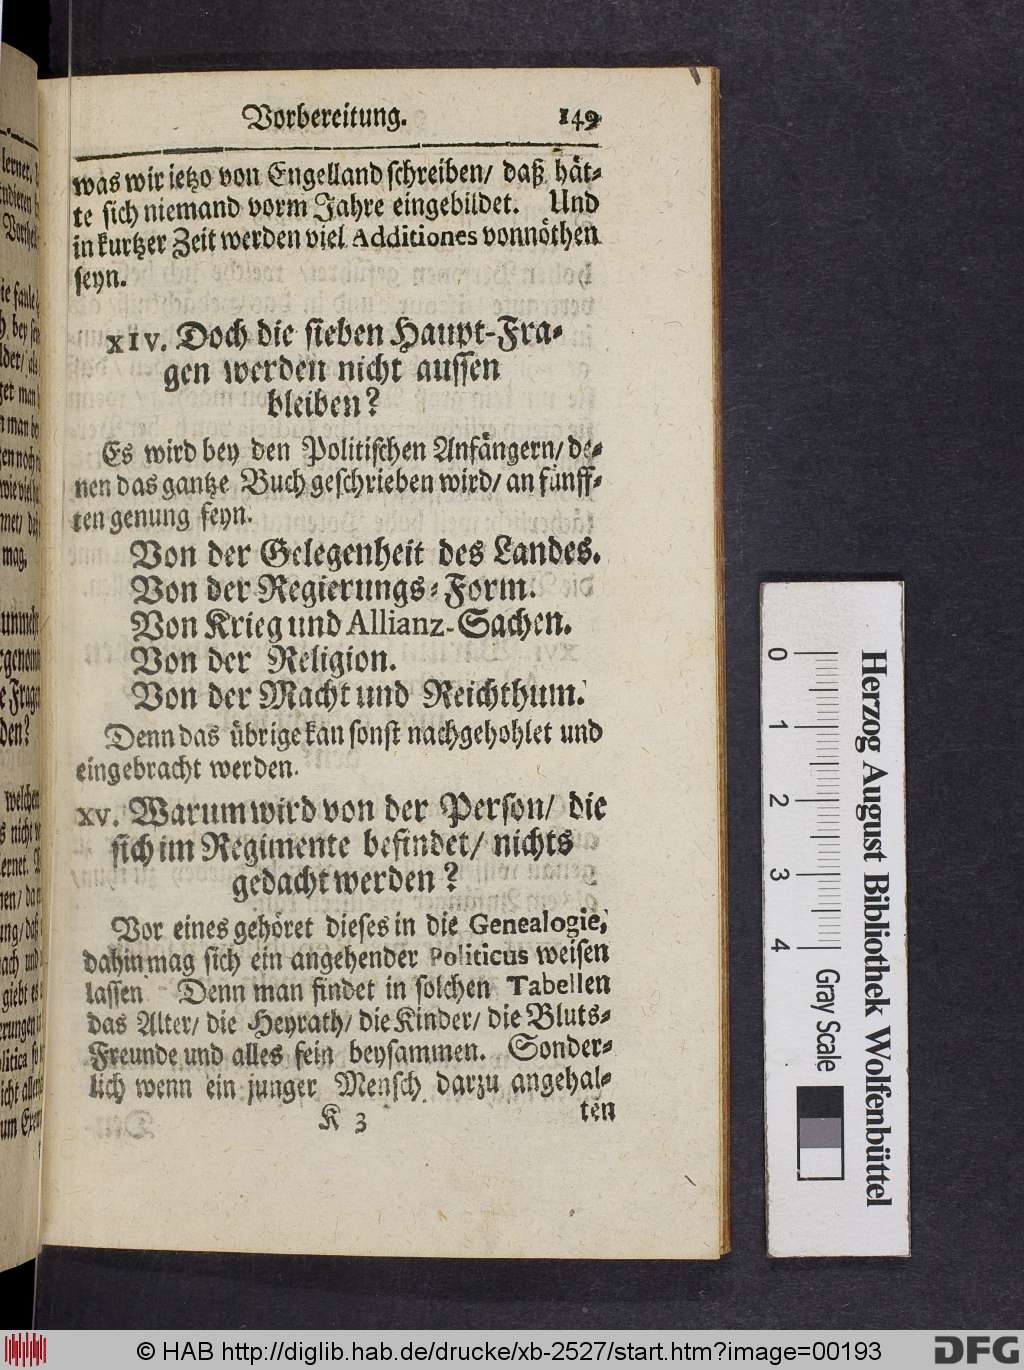 Vorbereitung. 149
was wir ietzo von Engelland schreiben/ daß hät-
te sich niemand vorm Jahre eingebildet. Und
in kurtzer Zeit werden viel Additiones vonnöthen
seyn.
XIV. Doch die sieben Haupt-Fra-
gen werden nicht aussen
bleiben?
Es wird bey den Politischen Anfängern/ de-
nen das gantze Buch geschrieben wird/ an fünff-
ten genung seyn.
Von der Gelegenheit des Landes.
Von der Regierungs-Form.
Von Krieg und Allianz-Sachen.
Von der Religion.
Von der Macht und Reichthum.
Denn das übrige kan sonst nachgehohlet und
eingebracht werden.
XV. Warum wird von der Person/ die
sich im Regimente befindet/ nichts
gedacht werden?
Vor eines gehöret dieses in die Genealogie,
dahin mag sich ein angehender Politicus weisen
lassen Denn man findet in solchen Tabellen
das Alter/ die Heyrath/ die Kinder/ die Bluts-
Freunde und alles fein beysammen. Sonder-
lich wenn ein junger Mensch darzu angehal-
K 3 ten
0 1 2 3 4
Gray Scale
Herzog August Bibliothek Wolfenbüttel
© HAB http://diglib.hab.de/drucke/xb-2527/start.htm?image=00193
DFG